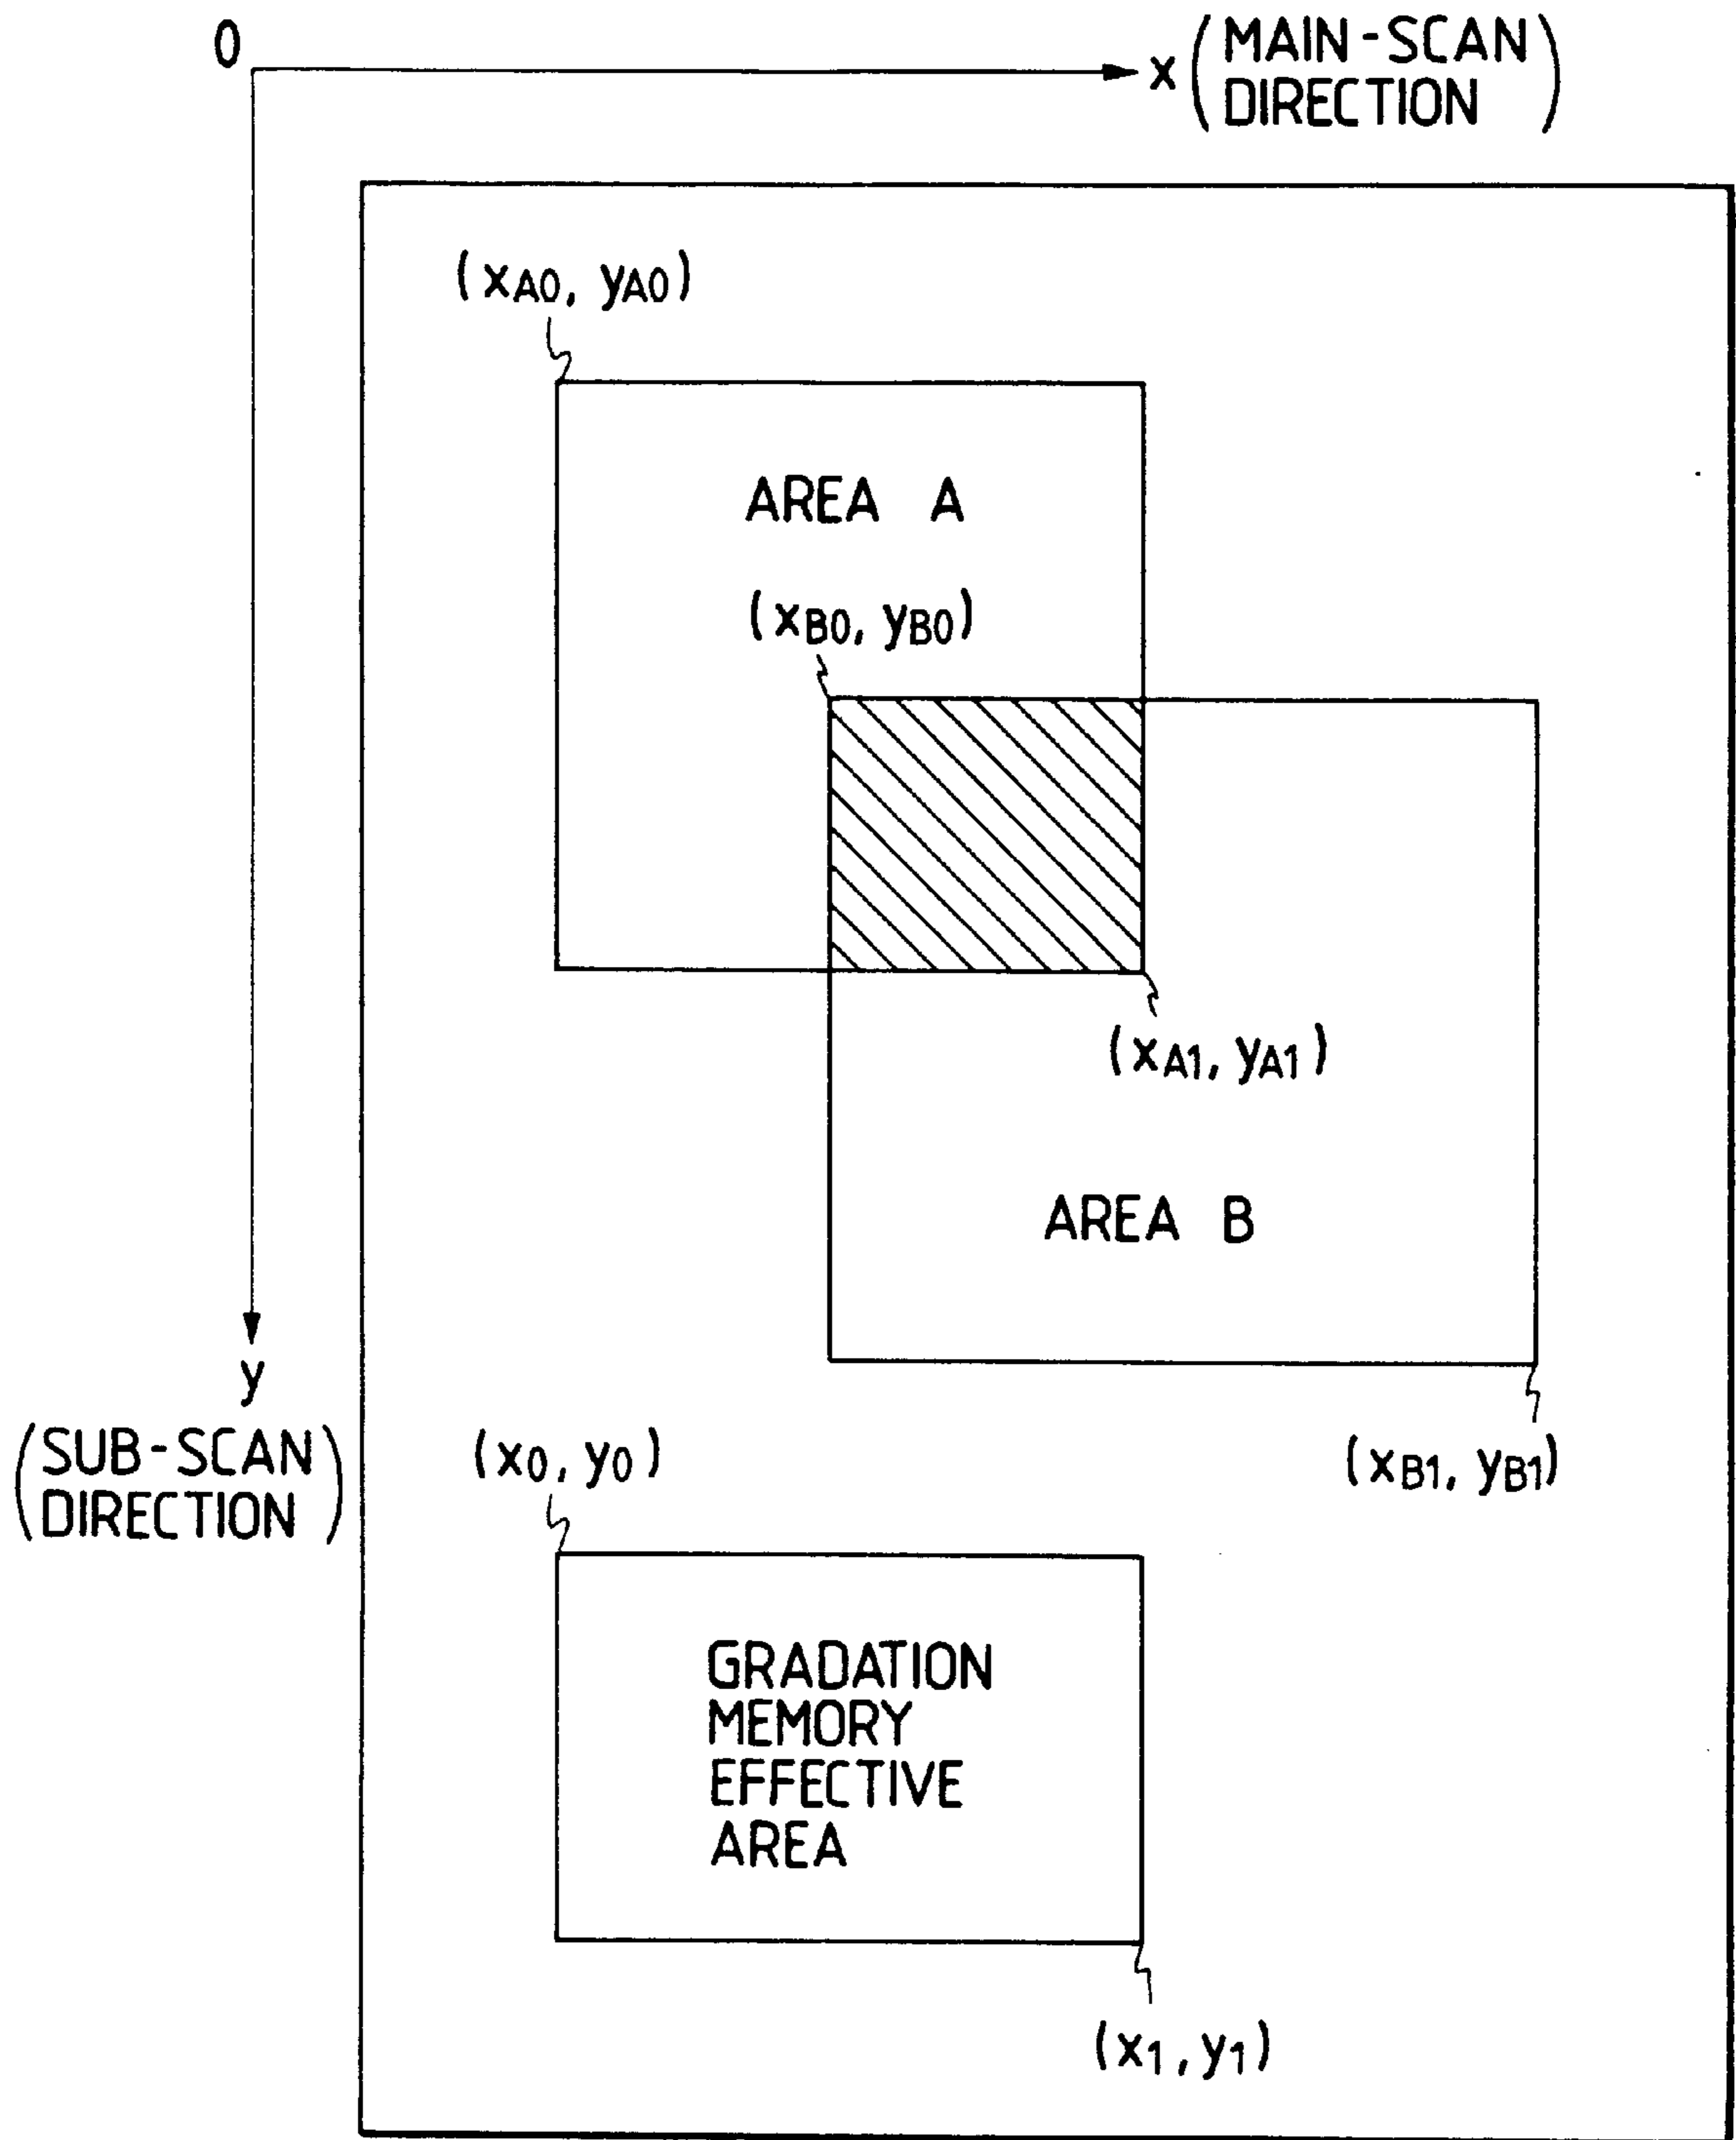 0
x (MAIN-SCAN
DIRECTION)
(xA0, yA0)
AREA A
(xB0, yB0)
(xA1, yA1)
AREA B
y
(SUB-SCAN
DIRECTION)
(x0, y0)
(xB1, yB1)
GRADATION
MEMORY
EFFECTIVE
AREA
(x1, y1)